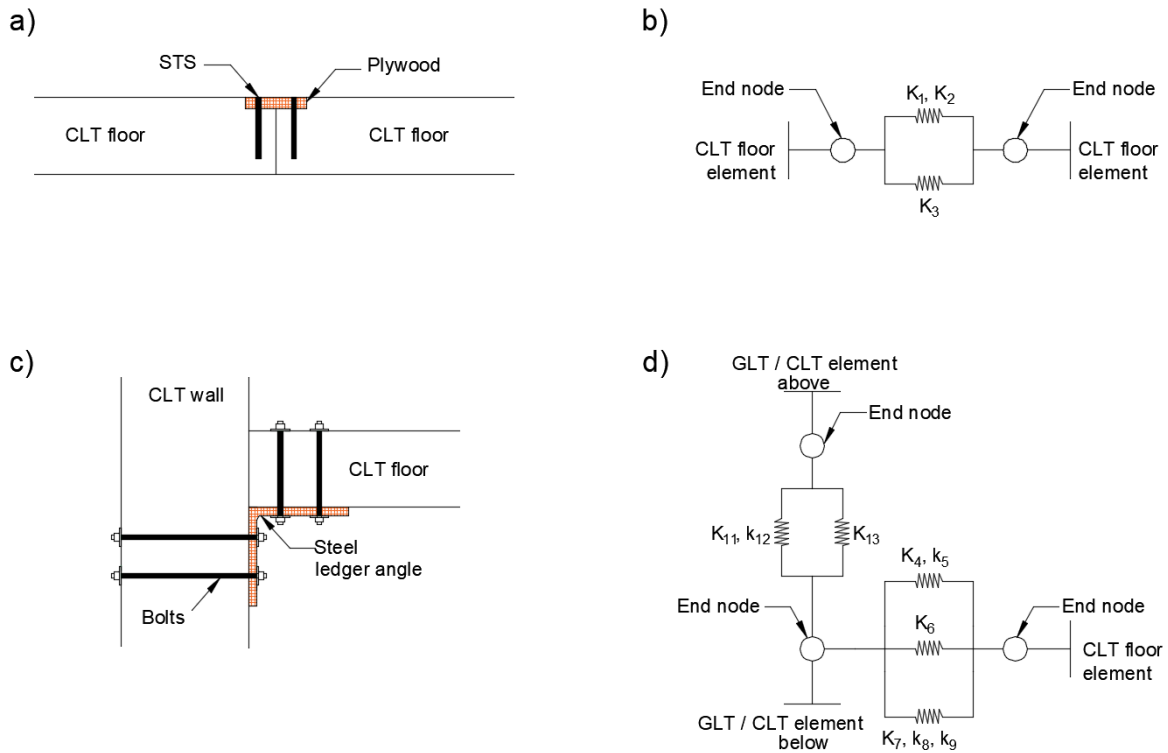 a)
STS
Plywood
CLT floor
CLT floor
b)
End node
End node
K1, K2
CLT floor
element
CLT floor
element
K3
c)
CLT wall
CLT floor
Steel
ledger angle
Bolts
d)
GLT / CLT element
above
End node
K11, k12
K13
K4, k5
End node
End node
K6
CLT floor
element
GLT / CLT element
below
K7, k8, k9